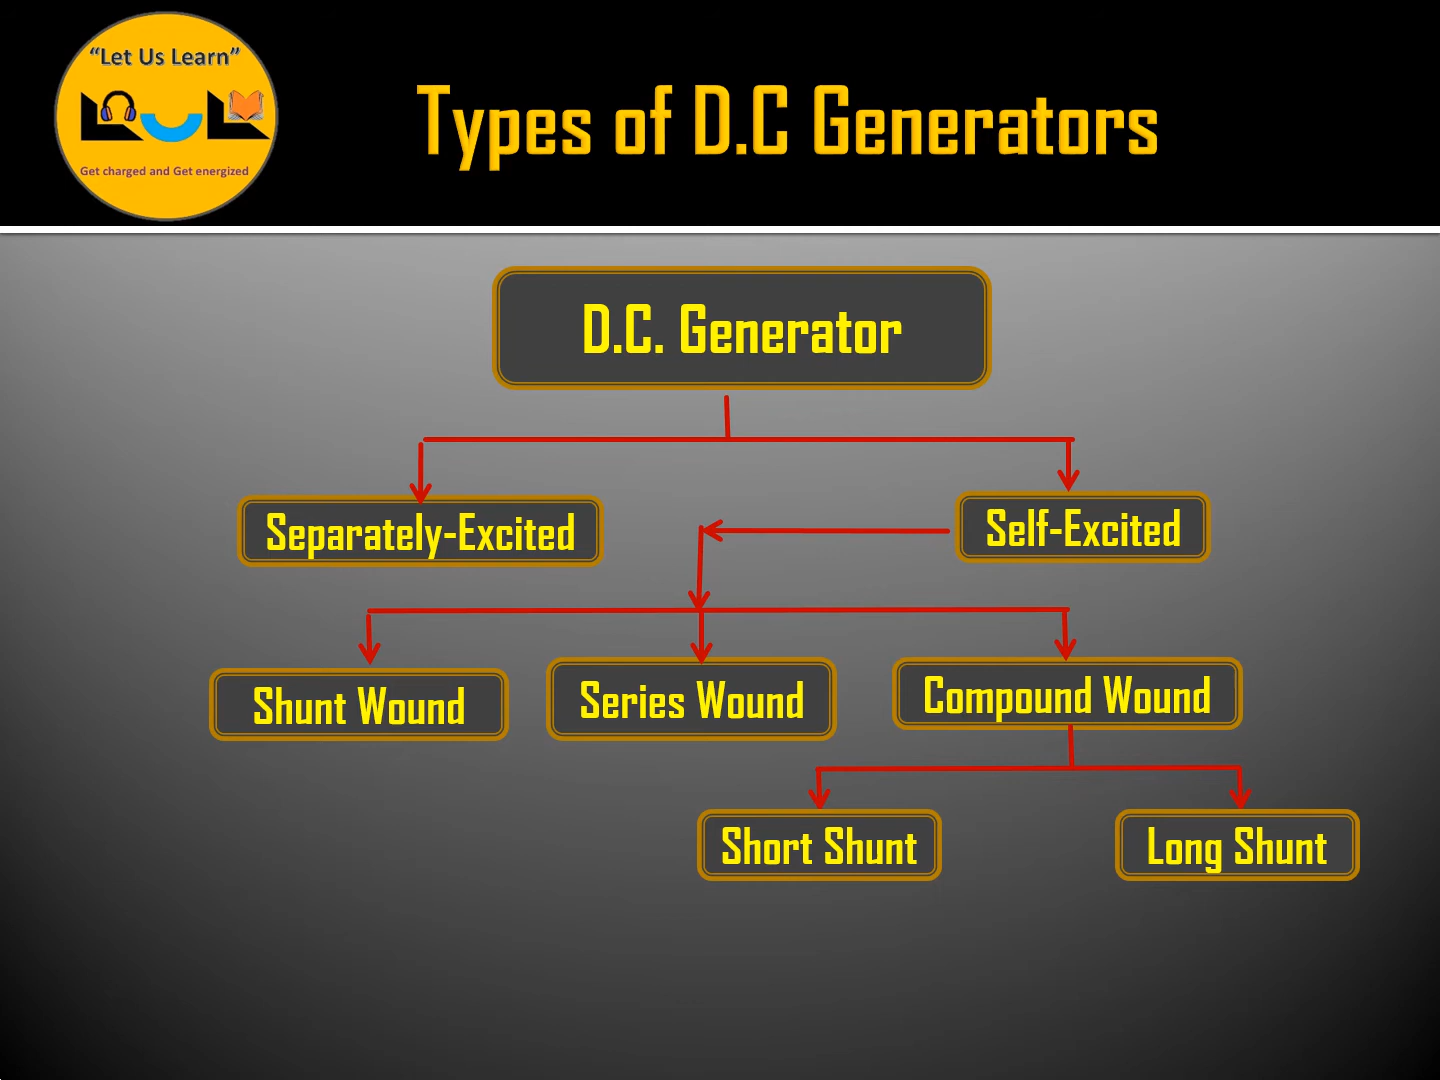 “Let Us Learn”
Get charged and Get energized
Types of D.C Generators
D.C. Generator
Separately-Excited
Self-Excited
Shunt Wound
Series Wound
Compound Wound
Short Shunt
Long Shunt